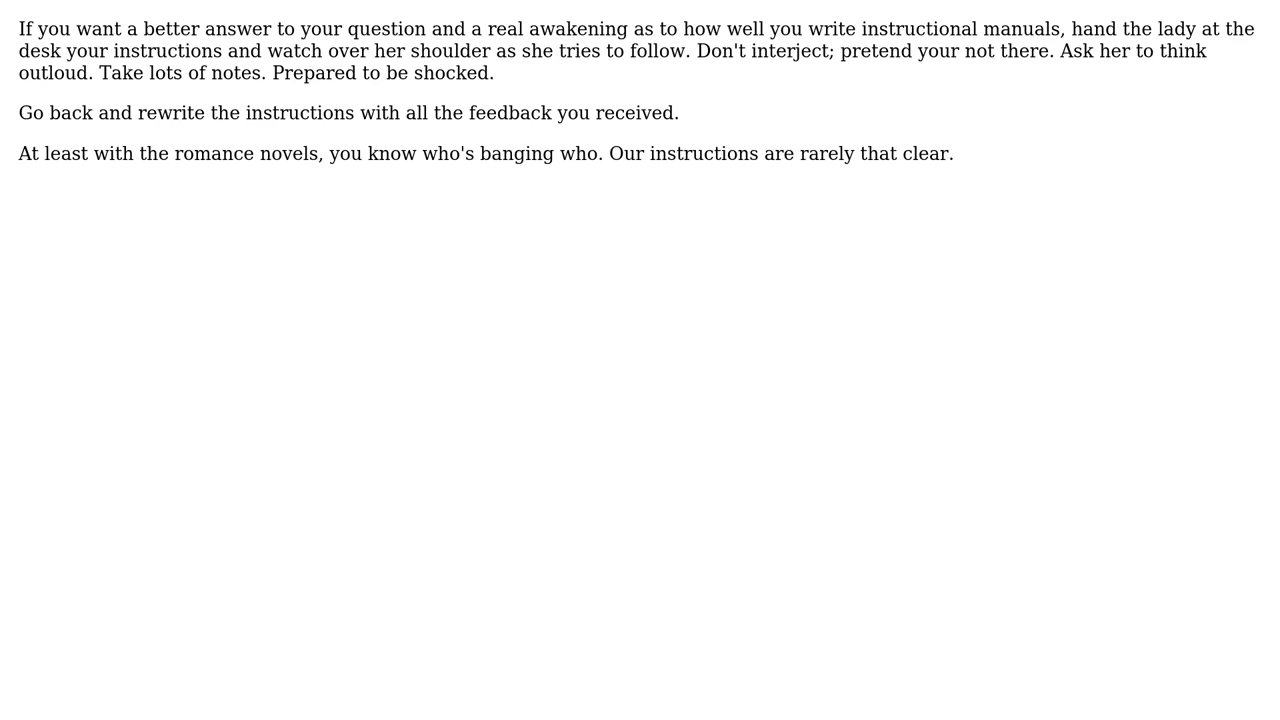 If you want a better answer to your question and a real awakening as to how well you write instructional manuals, hand the lady at the
desk your instructions and watch over her shoulder as she tries to follow. Don't interject; pretend your not there. Ask her to think
outloud. Take lots of notes. Prepared to be shocked.
Go back and rewrite the instructions with all the feedback you received.
At least with the romance novels, you know who's banging who. Our instructions are rarely that clear.